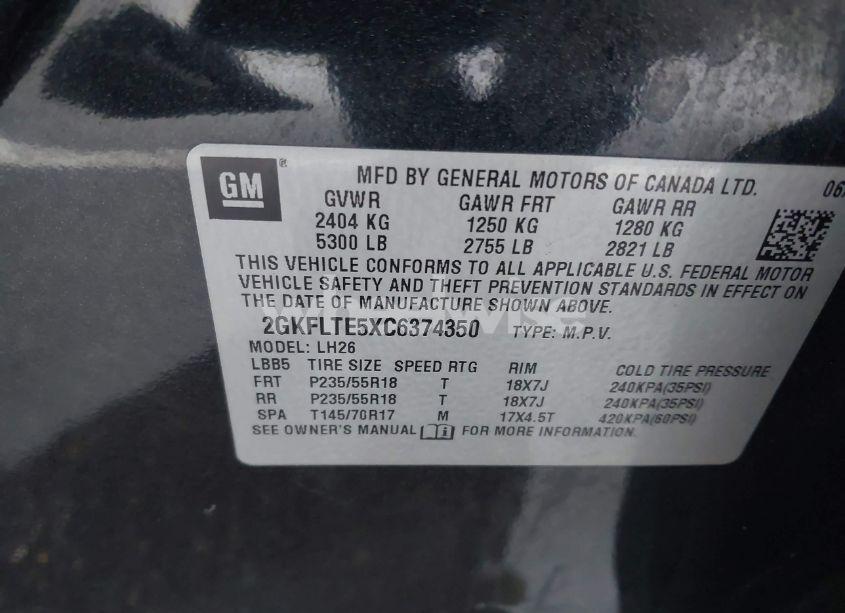 GM®
MFD BY GENERAL MOTORS OF CANADA LTD.
GVWR GAWR FRT GAWR RR
2404 KG 1250 KG 1280 KG
5300 LB 2755 LB 2821 LB
THIS VEHICLE CONFORMS TO ALL APPLICABLE U.S. FEDERAL MOTOR
VEHICLE SAFETY AND THEFT PREVENTION STANDARDS IN EFFECT ON
THE DATE OF MANUFACTURE SHOWN ABOVE.
2GKFLTE5XC6374350 TYPE: M.P.V.
MODEL: LH26
LBB5 TIRE SIZE SPEED RTG RIM COLD TIRE PRESSURE
FRT P235/55R18 T 18X7J 240KPA(35PSI)
RR P235/55R18 T 18X7J 240KPA(35PSI)
SPA T145/70R17 M 17X4.5T 420KPA(60PSI)
SEE OWNER'S MANUAL FOR MORE INFORMATION.